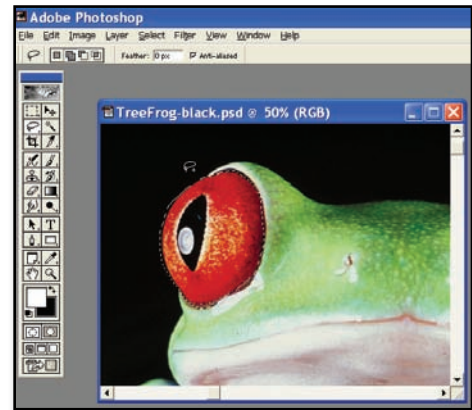 Adobe Photoshop
File Edit Image Layer Select Filter View Window Help
Feather: 0 px Anti-aliased
TreeFrog-black.psd @ 50% (RGB)
T